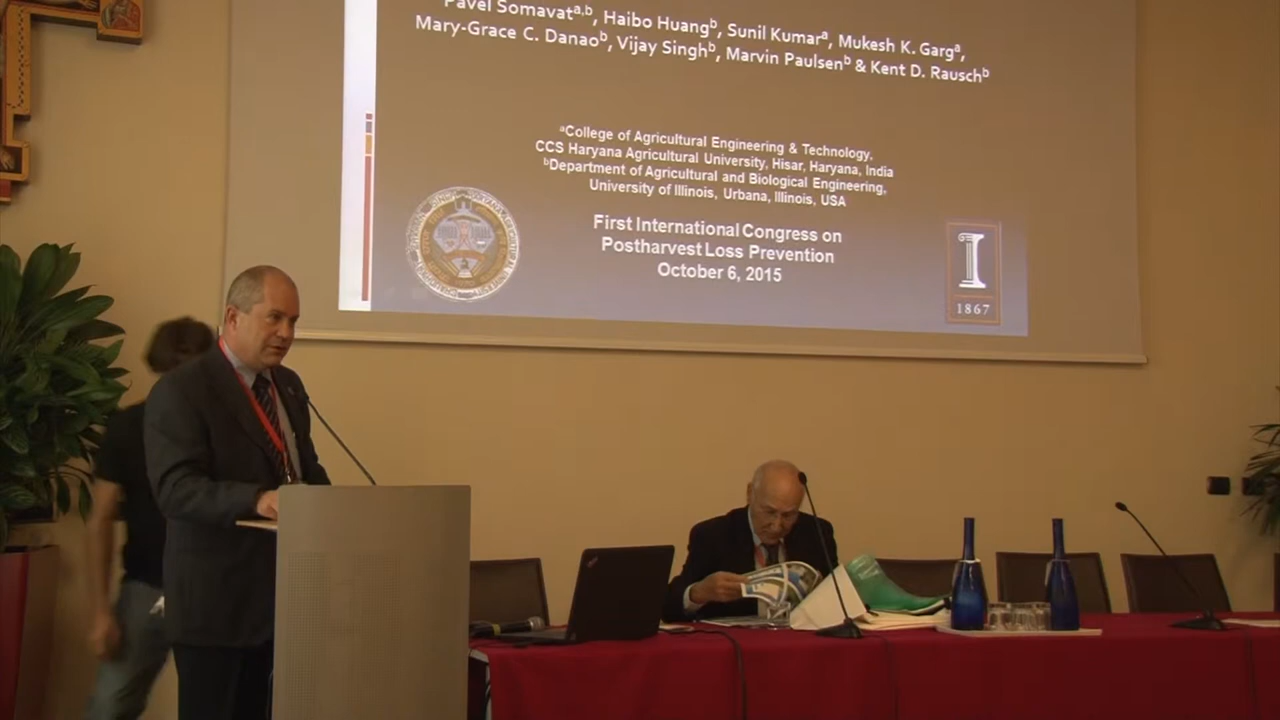 Pavel Somavatᵃ,ᵇ, Haibo Huangᵇ, Sunil Kumarᵃ, Mukesh K. Gargᵃ,
Mary-Grace C. Danaoᵇ, Vijay Singhᵇ, Marvin Paulsenᵇ & Kent D. Rauschᵇ
ᵃCollege of Agricultural Engineering & Technology,
CCS Haryana Agricultural University, Hisar, Haryana, India
ᵇDepartment of Agricultural and Biological Engineering,
University of Illinois, Urbana, Illinois, USA
First International Congress on
Postharvest Loss Prevention
October 6, 2015
I
1867